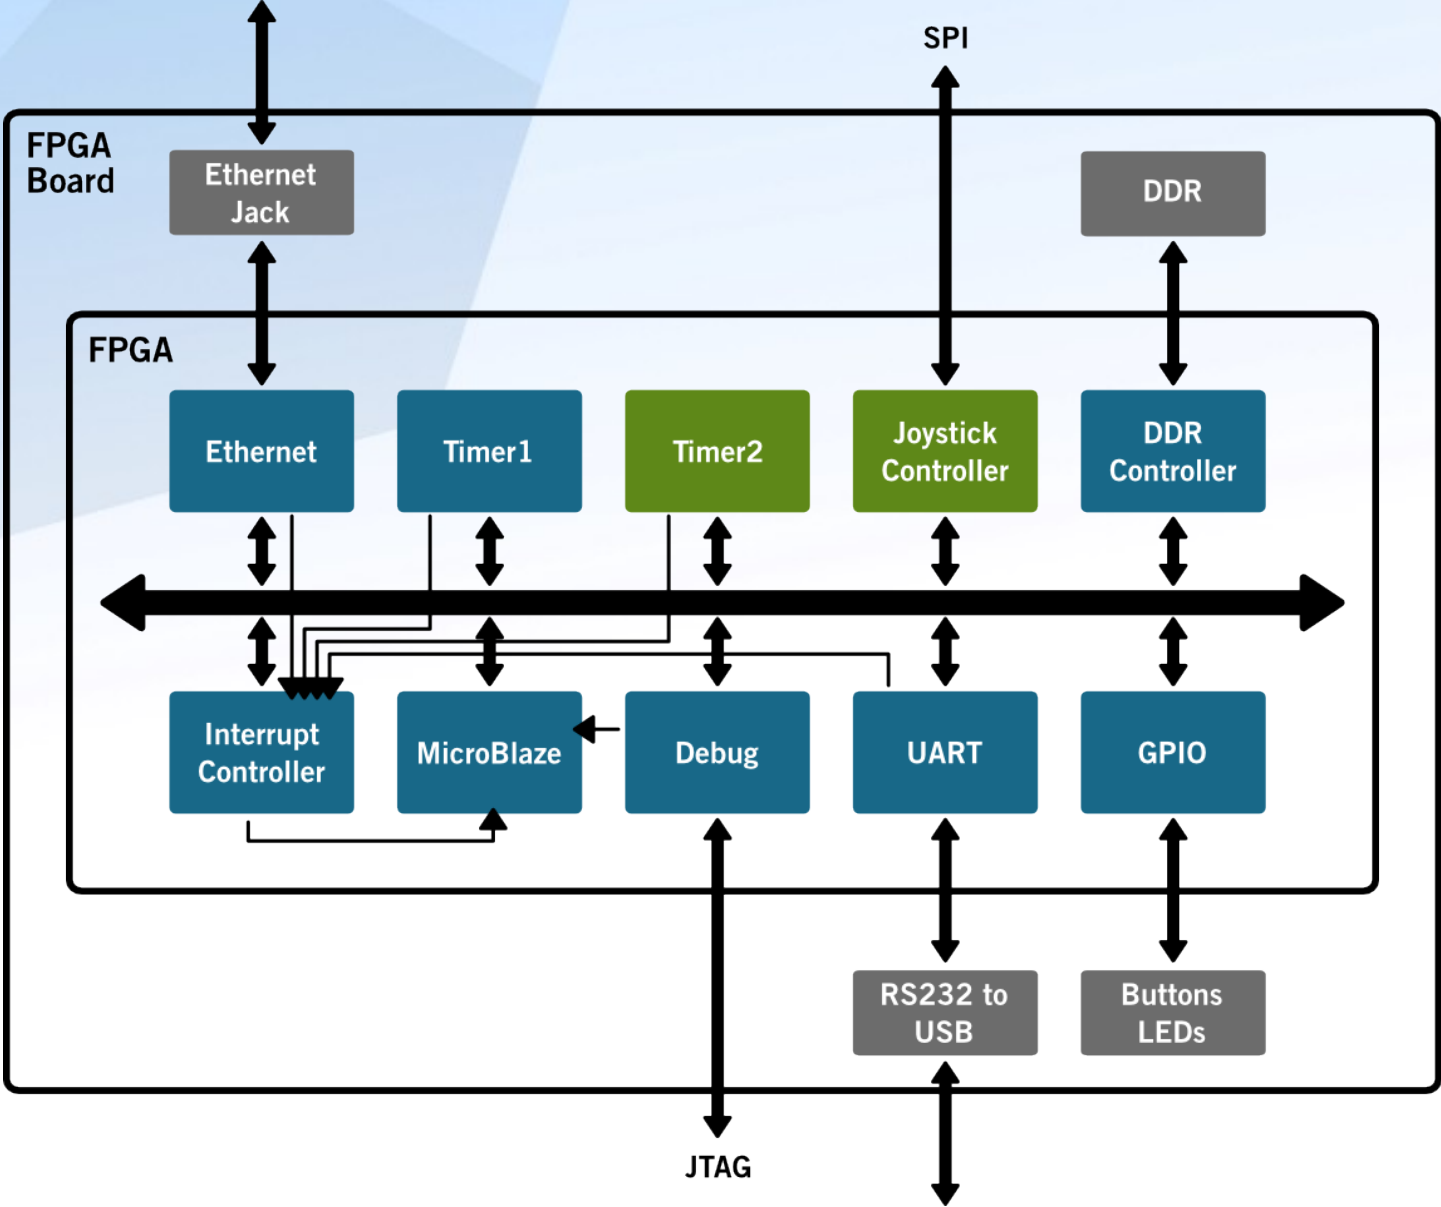 SPI
FPGA
Board
Ethernet
Jack
DDR
FPGA
Ethernet
Timer1
Timer2
Joystick
Controller
DDR
Controller
Interrupt
Controller
MicroBlaze
Debug
UART
GPIO
RS232 to
USB
Buttons
LEDs
JTAG